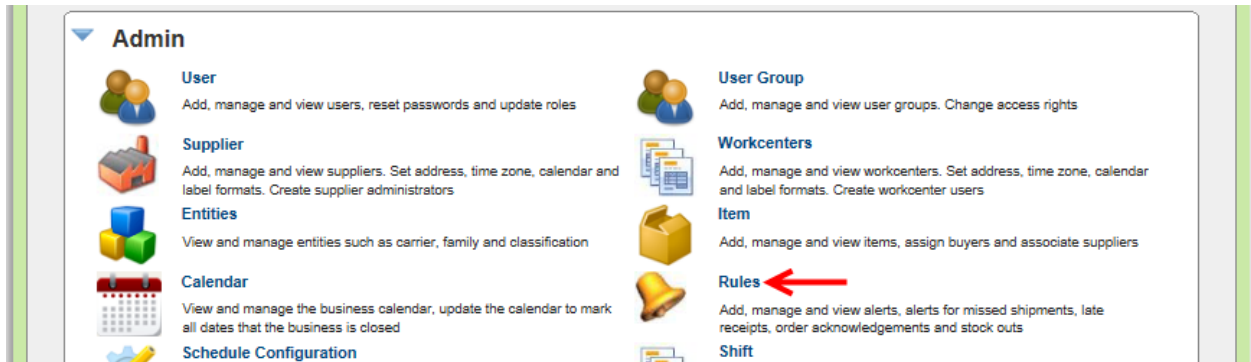 Admin
User
Add, manage and view users, reset passwords and update roles
User Group
Add, manage and view user groups. Change access rights
Supplier
Add, manage and view suppliers. Set address, time zone, calendar and
label formats. Create supplier administrators
Workcenters
Add, manage and view workcenters. Set address, time zone, calendar
and label formats. Create workcenter users
Entities
View and manage entities such as carrier, family and classification
Item
Add, manage and view items, assign buyers and associate suppliers
Calendar
View and manage the business calendar, update the calendar to mark
all dates that the business is closed
Rules
Add, manage and view alerts, alerts for missed shipments, late
receipts, order acknowledgements and stock outs
Schedule Configuration
Shift